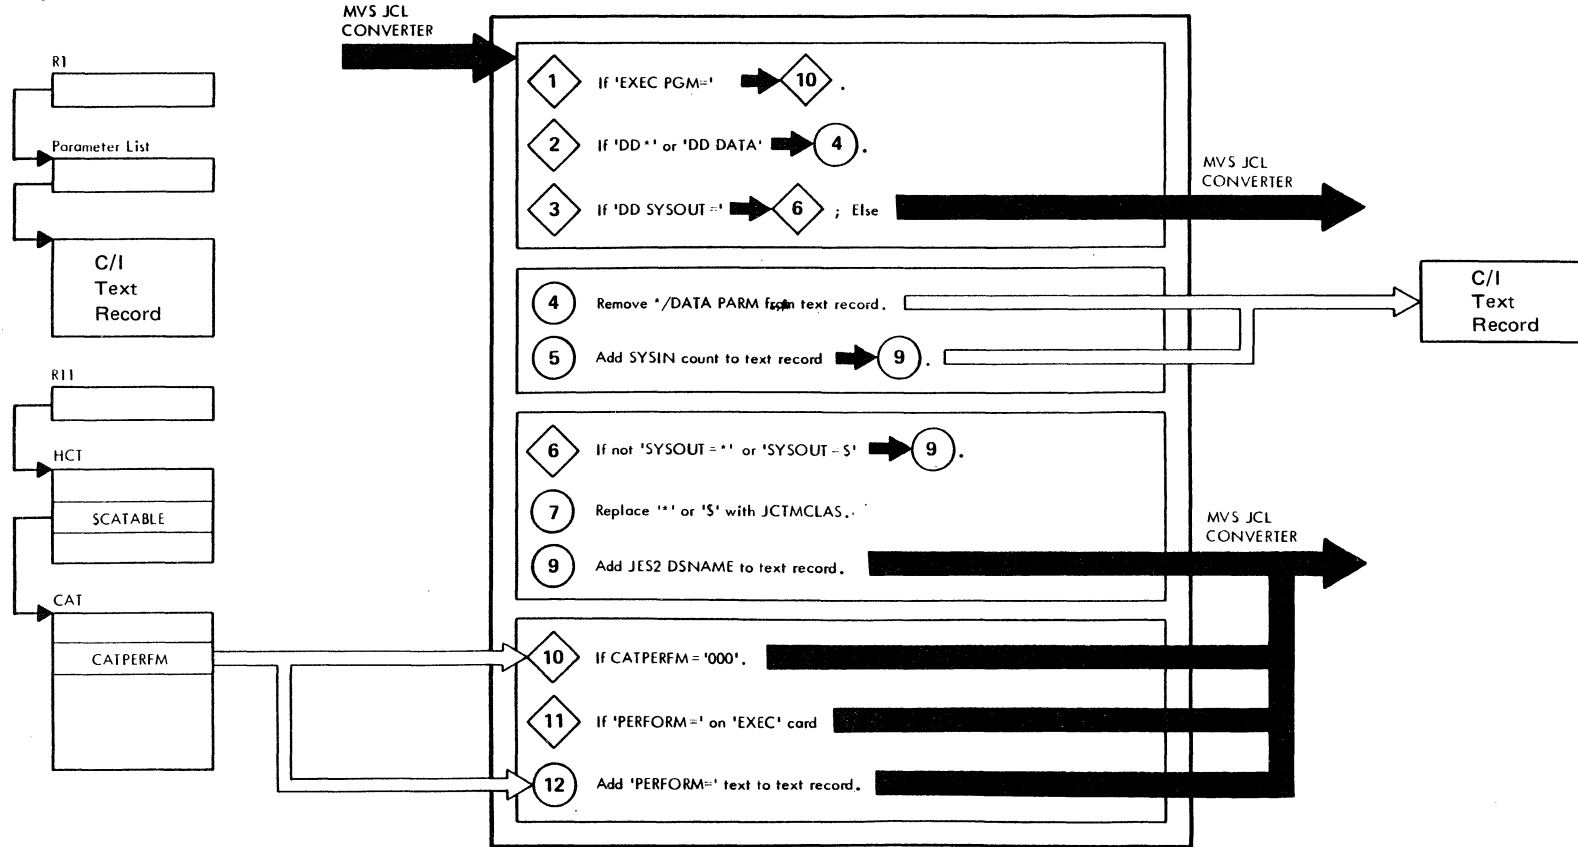 MVS JCL
CONVERTER
R1
Parameter List
C/I
Text
Record
R11
HCT
$CATABLE
CAT
CATPERFM
1 If 'EXEC PGM=' 10 .
2 If 'DD *' or 'DD DATA' 4 .
3 If 'DD SYSOUT=' 6 ; Else
MVS JCL
CONVERTER
4 Remove */DATA PARM from text record.
5 Add SYSIN count to text record 9 .
C/I
Text
Record
6 If not 'SYSOUT = *' or 'SYSOUT = $' 9 .
7 Replace '*' or '$' with JCTMCLAS.
9 Add JES2 DSNAME to text record.
MVS JCL
CONVERTER
10 If CATPERFM = '000'.
11 If 'PERFORM=' on 'EXEC' card
12 Add 'PERFORM=' text to text record.